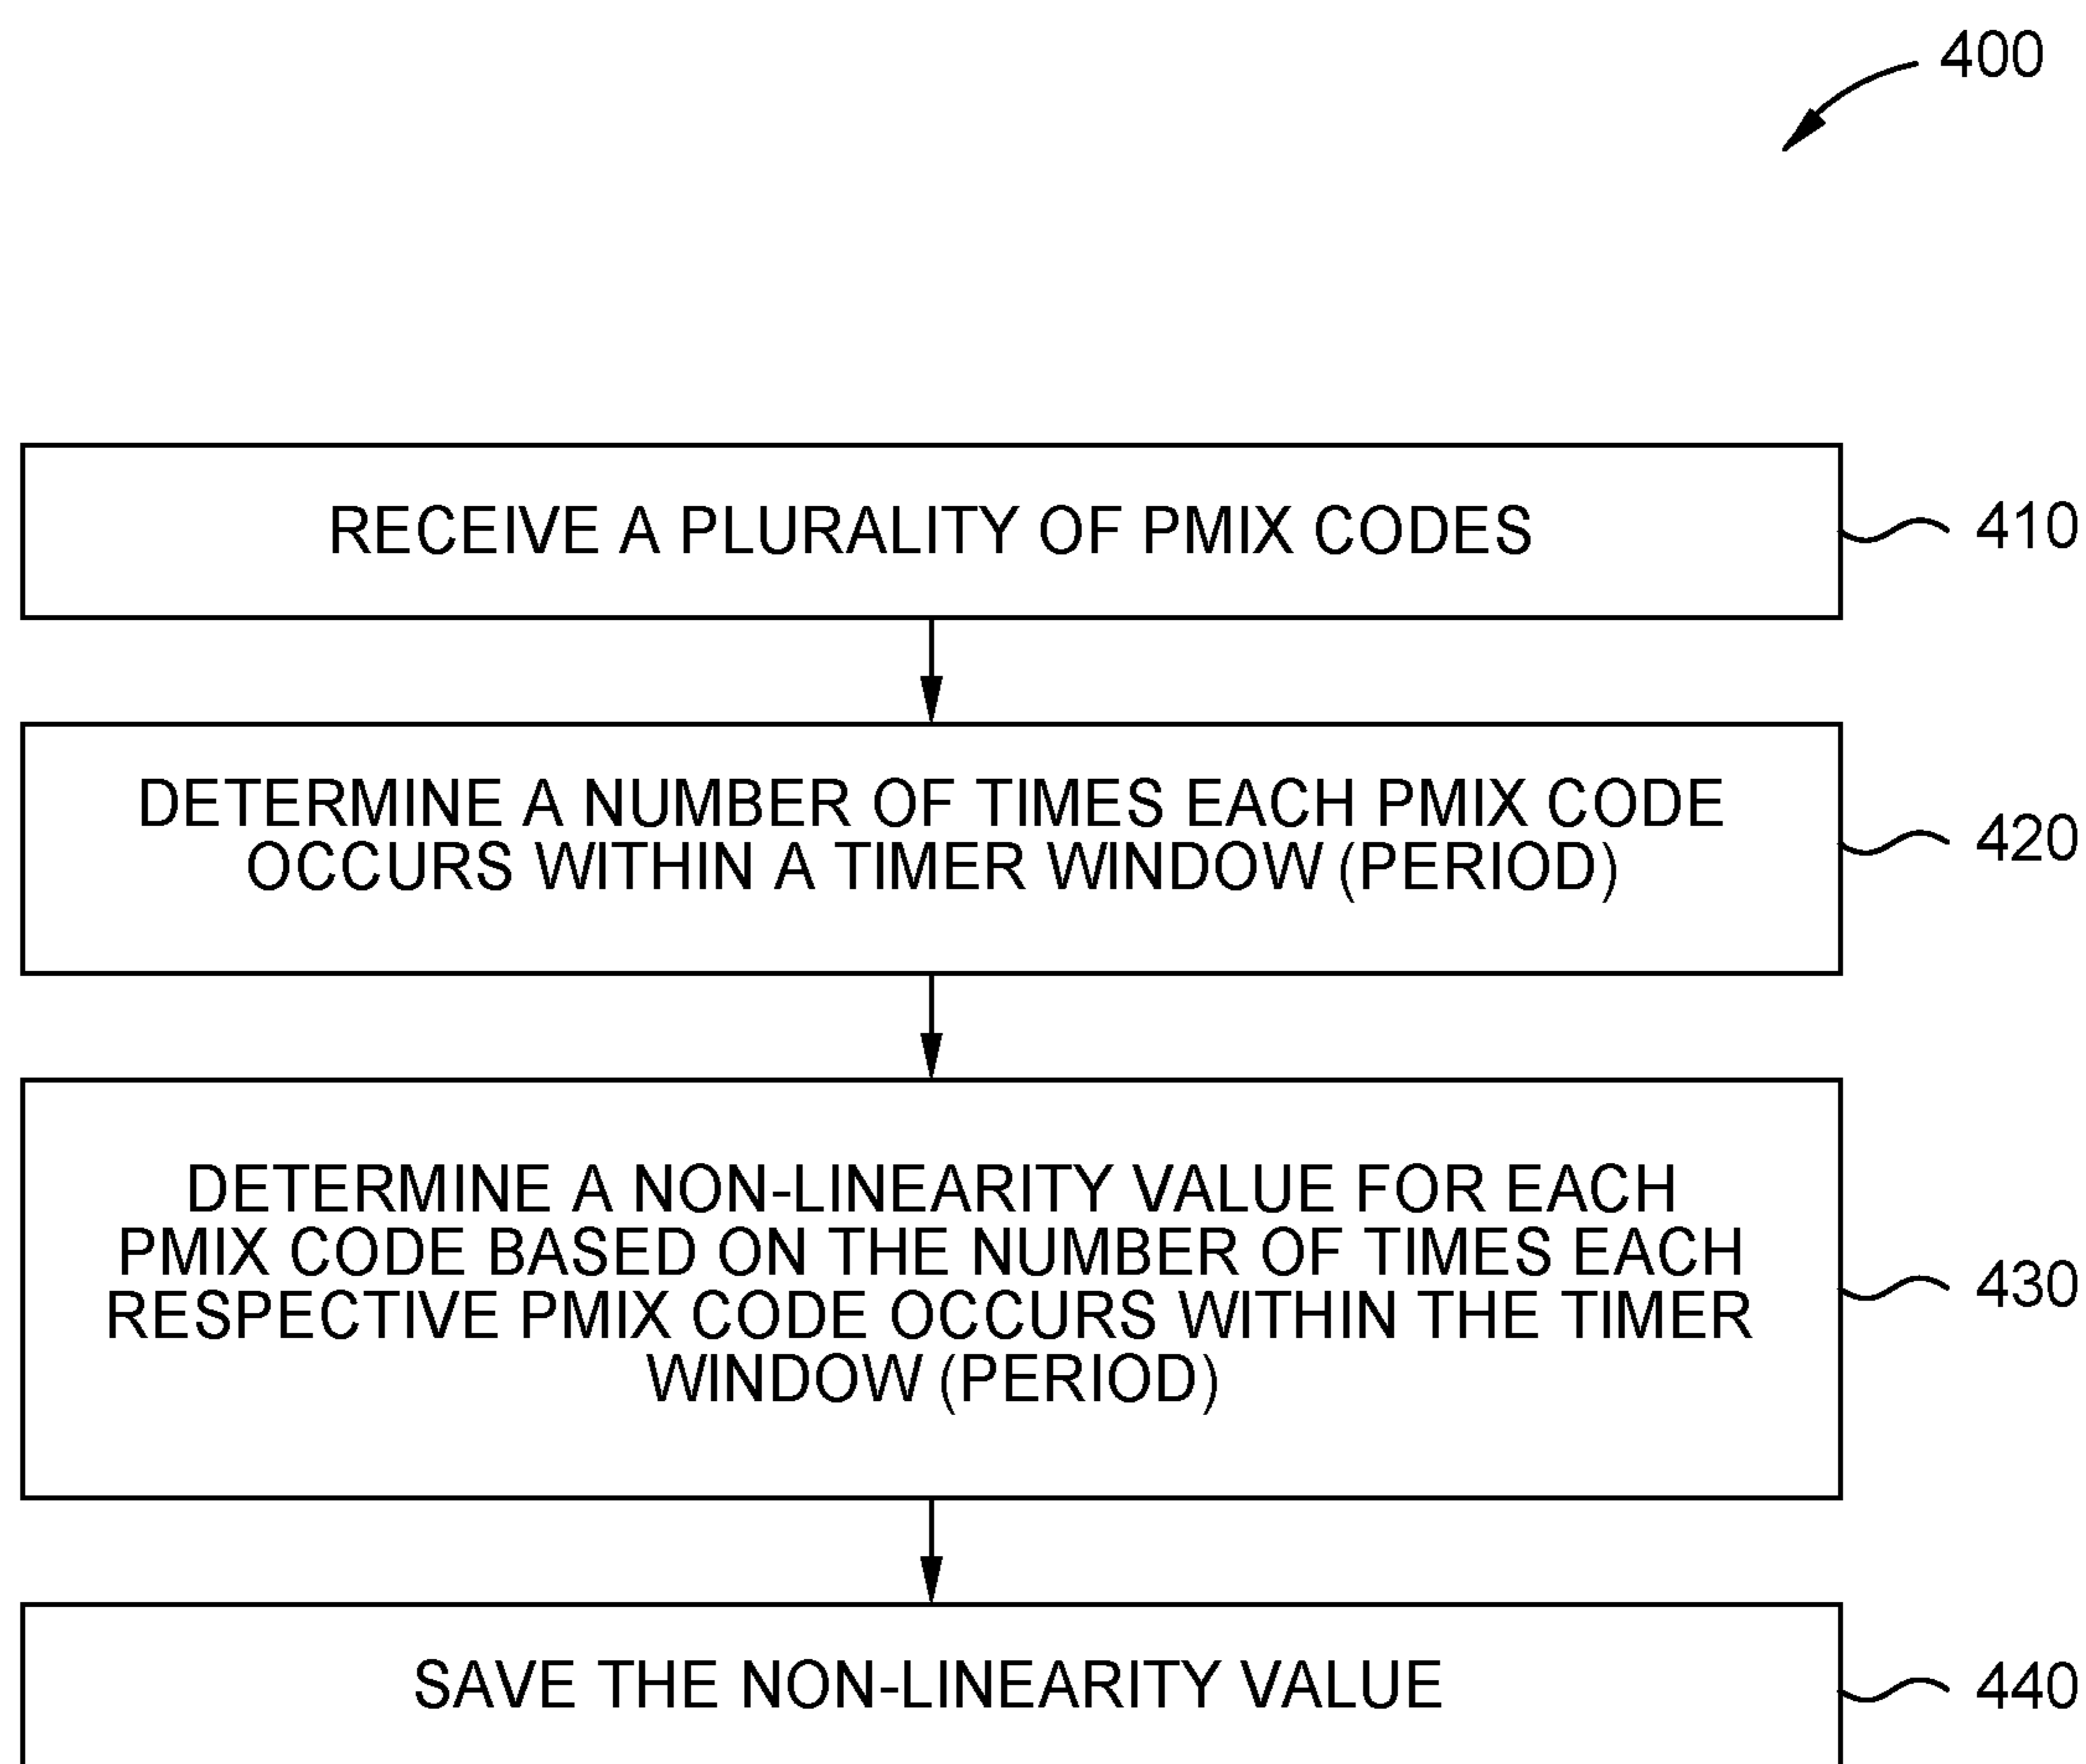 400
RECEIVE A PLURALITY OF PMIX CODES
410
DETERMINE A NUMBER OF TIMES EACH PMIX CODE
OCCURS WITHIN A TIMER WINDOW (PERIOD)
420
DETERMINE A NON-LINEARITY VALUE FOR EACH
PMIX CODE BASED ON THE NUMBER OF TIMES EACH
RESPECTIVE PMIX CODE OCCURS WITHIN THE TIMER
WINDOW (PERIOD)
430
SAVE THE NON-LINEARITY VALUE
440